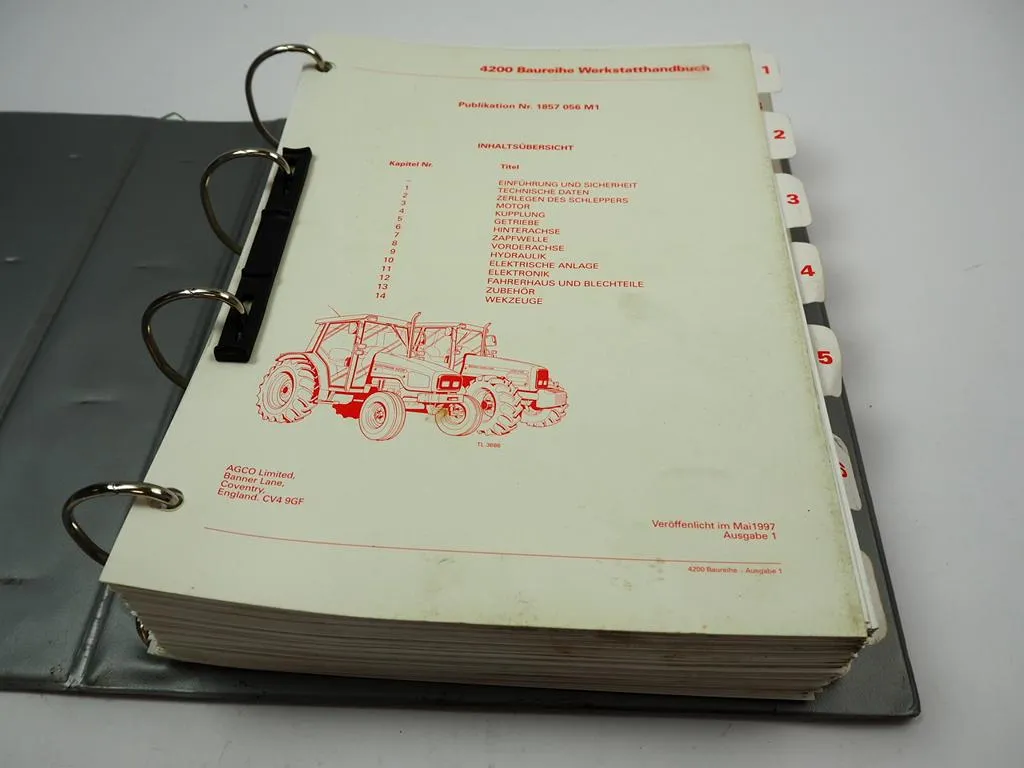 4200 Baureihe Werkstatthandbuch
Publikation Nr. 1857 056 M1
INHALTSÜBERSICHT
Kapitel Nr. Titel
– EINFÜHRUNG UND SICHERHEIT
1 TECHNISCHE DATEN
2 ZERLEGEN DES SCHLEPPERS
3 MOTOR
4 KUPPLUNG
5 GETRIEBE
6 HINTERACHSE
7 ZAPFWELLE
8 VORDERACHSE
9 HYDRAULIK
10 ELEKTRISCHE ANLAGE
11 ELEKTRONIK
12 FAHRERHAUS UND BLECHTEILE
13 ZUBEHÖR
14 WEKZEUGE
TL 3686
AGCO Limited,
Banner Lane,
Coventry,
England. CV4 9GF
Veröffentlicht im Mai1997
Ausgabe 1
4200 Baureihe - Ausgabe 1
1
2
3
4
5
6